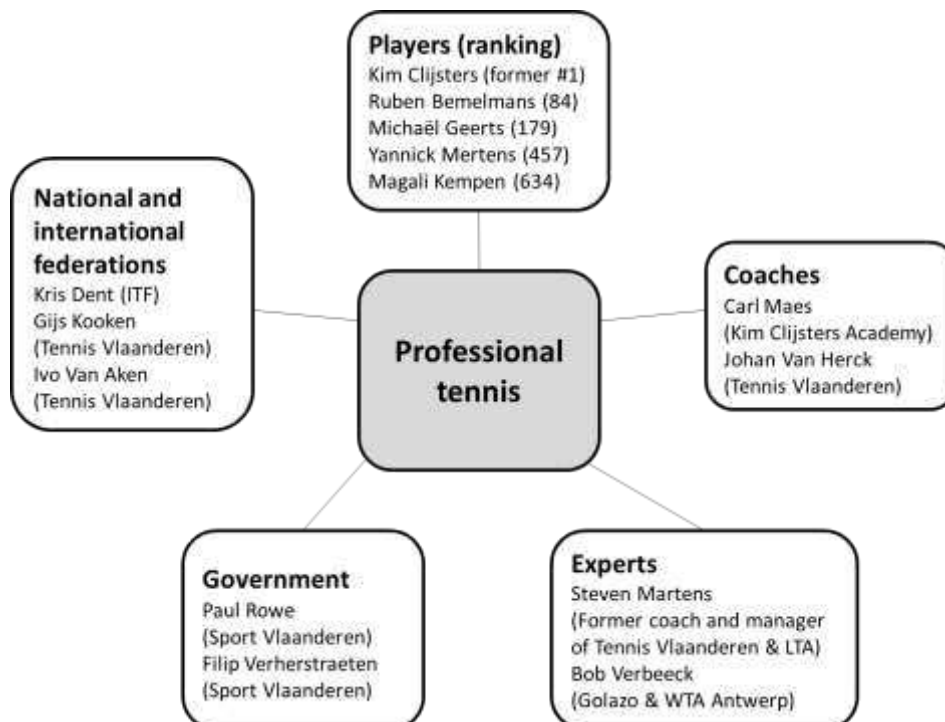 Players (ranking)
Kim Clijsters (former #1)
Ruben Bemelmans (84)
Michaël Geerts (179)
Yannick Mertens (457)
Magali Kempen (634)
National and
international
federations
Kris Dent (ITF)
Gijs Kooken
(Tennis Vlaanderen)
Ivo Van Aken
(Tennis Vlaanderen)
Coaches
Carl Maes
(Kim Clijsters Academy)
Johan Van Herck
(Tennis Vlaanderen)
Professional
tennis
Government
Paul Rowe
(Sport Vlaanderen)
Filip Verherstraeten
(Sport Vlaanderen)
Experts
Steven Martens
(Former coach and manager
of Tennis Vlaanderen & LTA)
Bob Verbeeck
(Golazo & WTA Antwerp)